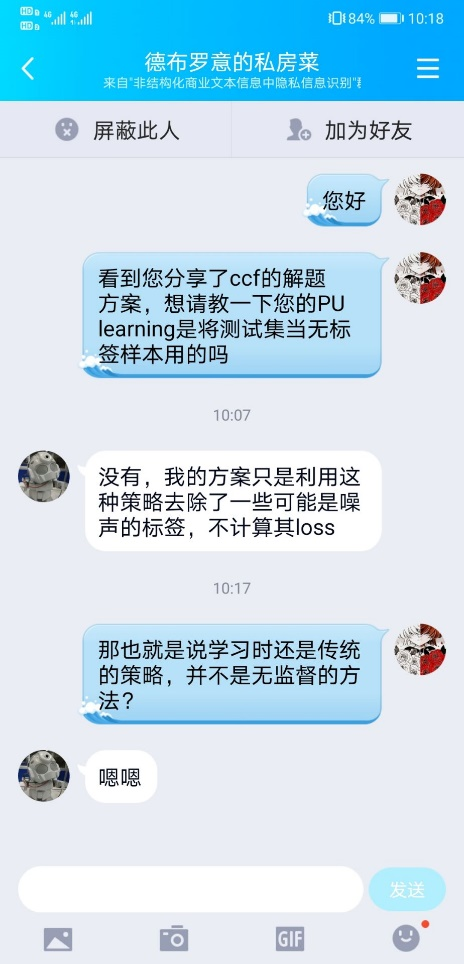 HD 1 4G 4G 84% 10:18
HD 2
德布罗意的私房菜
来自"非结构化商业文本信息中隐私信息识别"
屏蔽此人 加为好友
您好
看到您分享了ccf的解题
方案，想请教一下您的PU
learning是将测试集当无标
签样本用的吗
10:07
没有，我的方案只是利用这
种策略去除了一些可能是噪
声的标签，不计算其loss
10:17
那也就是说学习时还是传统
的策略，并不是无监督的方
法？
嗯嗯
发送
GIF